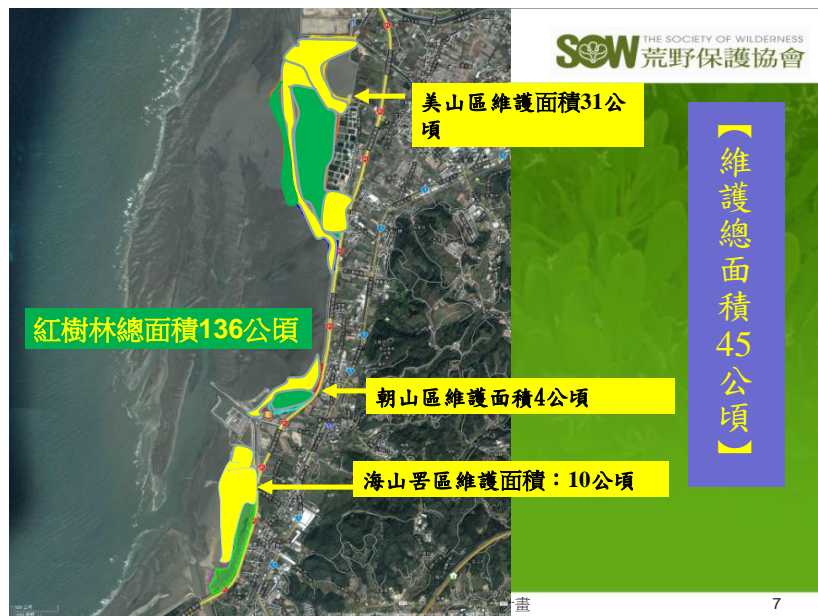 SOW THE SOCIETY OF WILDERNESS
荒野保護協會
美山區維護面積31公
頃
【維護總面積45公頃】
紅樹林總面積136公頃
朝山區維護面積4公頃
海山罟區維護面積：10公頃
畫
7